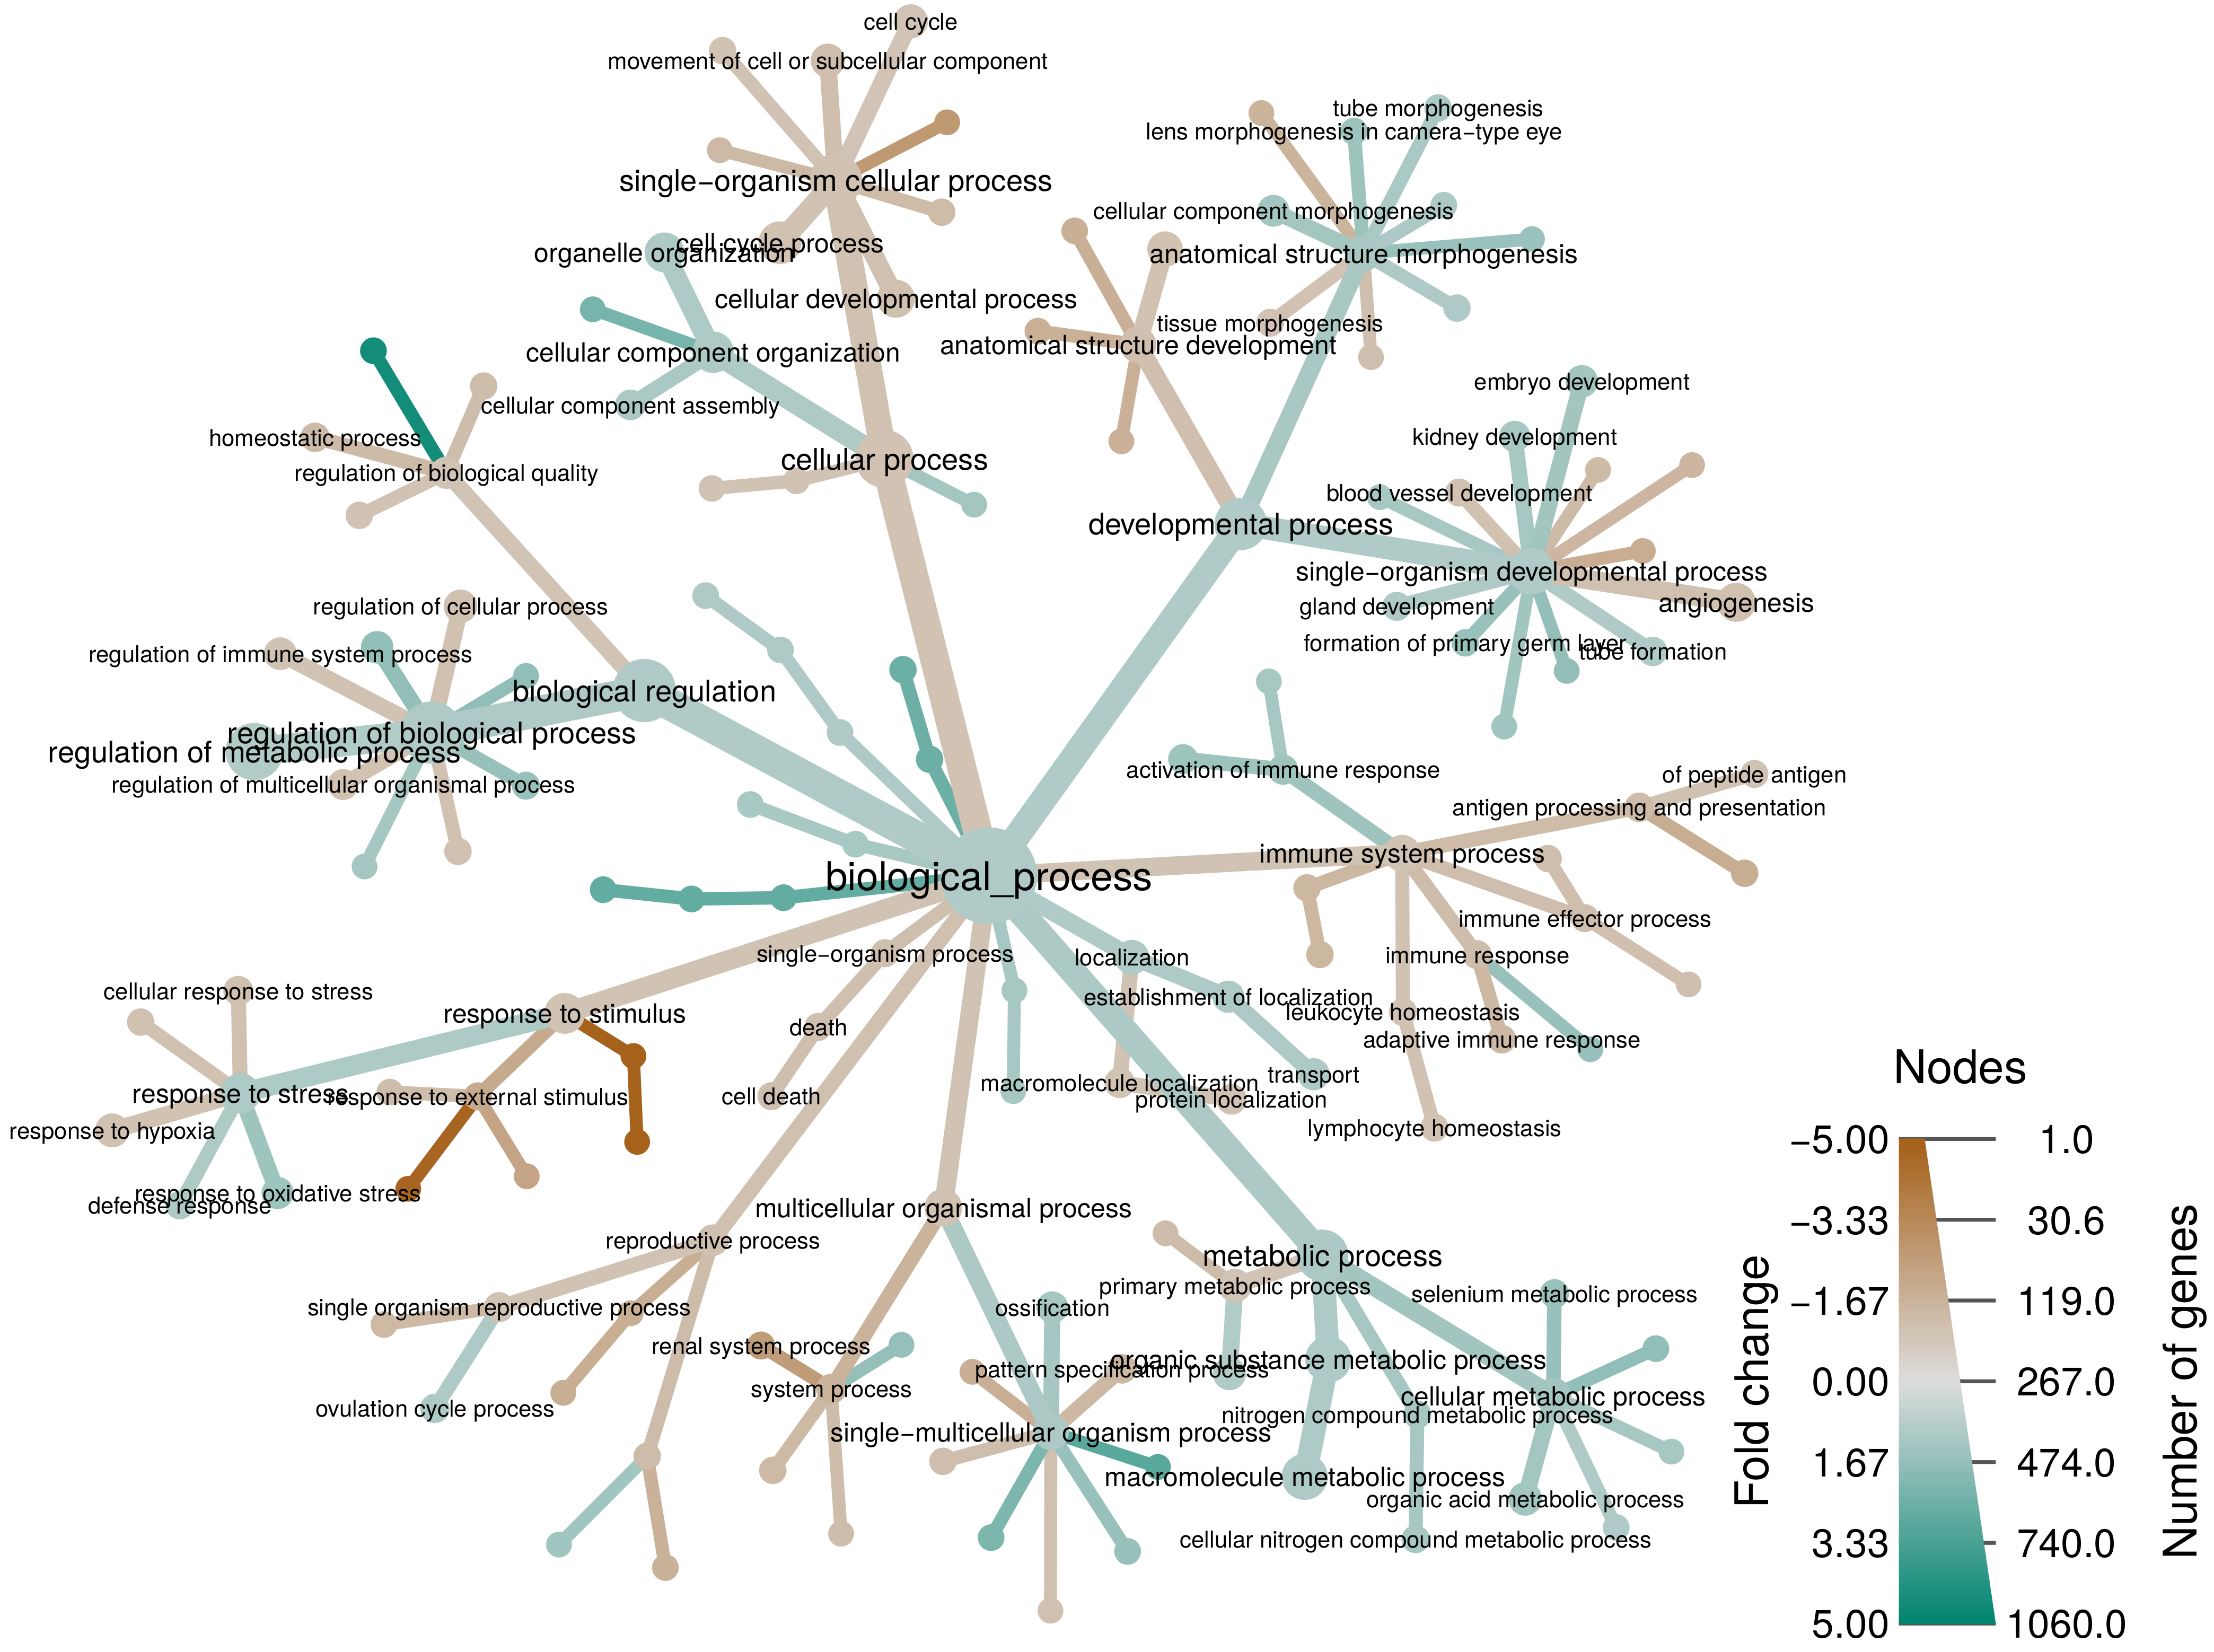 cell cycle
movement of cell or subcellular component
tube morphogenesis
lens morphogenesis in camera−type eye
single−organism cellular process
cellular component morphogenesis
cell cycle process
organelle organization
anatomical structure morphogenesis
cellular developmental process
tissue morphogenesis
anatomical structure development
cellular component organization
embryo development
cellular component assembly
homeostatic process
kidney development
cellular process
regulation of biological quality
blood vessel development
developmental process
single−organism developmental process
angiogenesis
regulation of cellular process
gland development
formation of primary germ layer
tube formation
regulation of immune system process
biological regulation
regulation of biological process
regulation of metabolic process
activation of immune response
of peptide antigen
regulation of multicellular organismal process
antigen processing and presentation
immune system process
biological_process
immune effector process
single−organism process
localization
immune response
cellular response to stress
establishment of localization
leukocyte homeostasis
response to stimulus
death
adaptive immune response
transport
macromolecule localization
response to stress
response to external stimulus
cell death
protein localization
lymphocyte homeostasis
response to hypoxia
response to oxidative stress
defense response
multicellular organismal process
reproductive process
metabolic process
primary metabolic process
selenium metabolic process
single organism reproductive process
ossification
renal system process
organic substance metabolic process
pattern specification process
system process
cellular metabolic process
ovulation cycle process
nitrogen compound metabolic process
single−multicellular organism process
macromolecule metabolic process
organic acid metabolic process
cellular nitrogen compound metabolic process
Nodes
−5.00 1.0
−3.33 30.6
−1.67 119.0
0.00 267.0
1.67 474.0
3.33 740.0
5.00 1060.0
Fold change
Number of genes